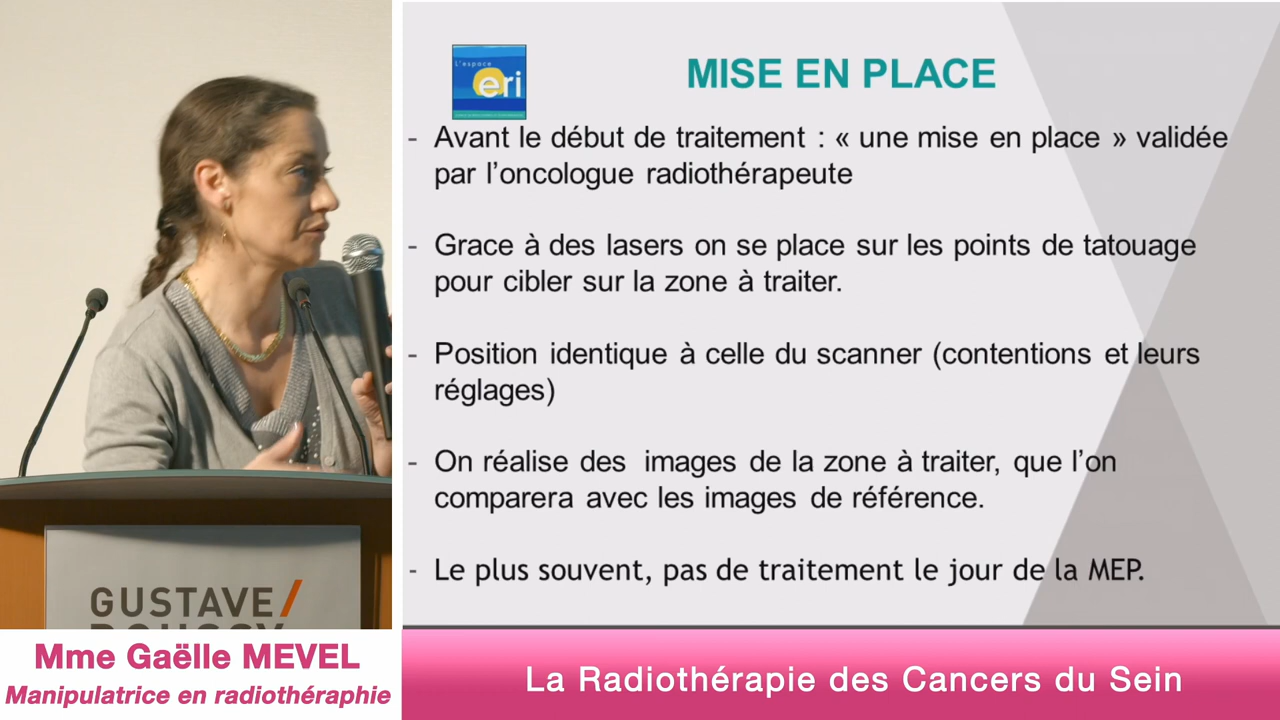 L'espace
eri
MISE EN PLACE
- Avant le début de traitement : « une mise en place » validée
par l'oncologue radiothérapeute
- Grace à des lasers on se place sur les points de tatouage
pour cibler sur la zone à traiter.
- Position identique à celle du scanner (contentions et leurs
réglages)
- On réalise des images de la zone à traiter, que l'on
comparera avec les images de référence.
- Le plus souvent, pas de traitement le jour de la MEP.
GUSTAVE/
Mme Gaëlle MEVEL
Manipulatrice en radiothéraphie
La Radiothérapie des Cancers du Sein